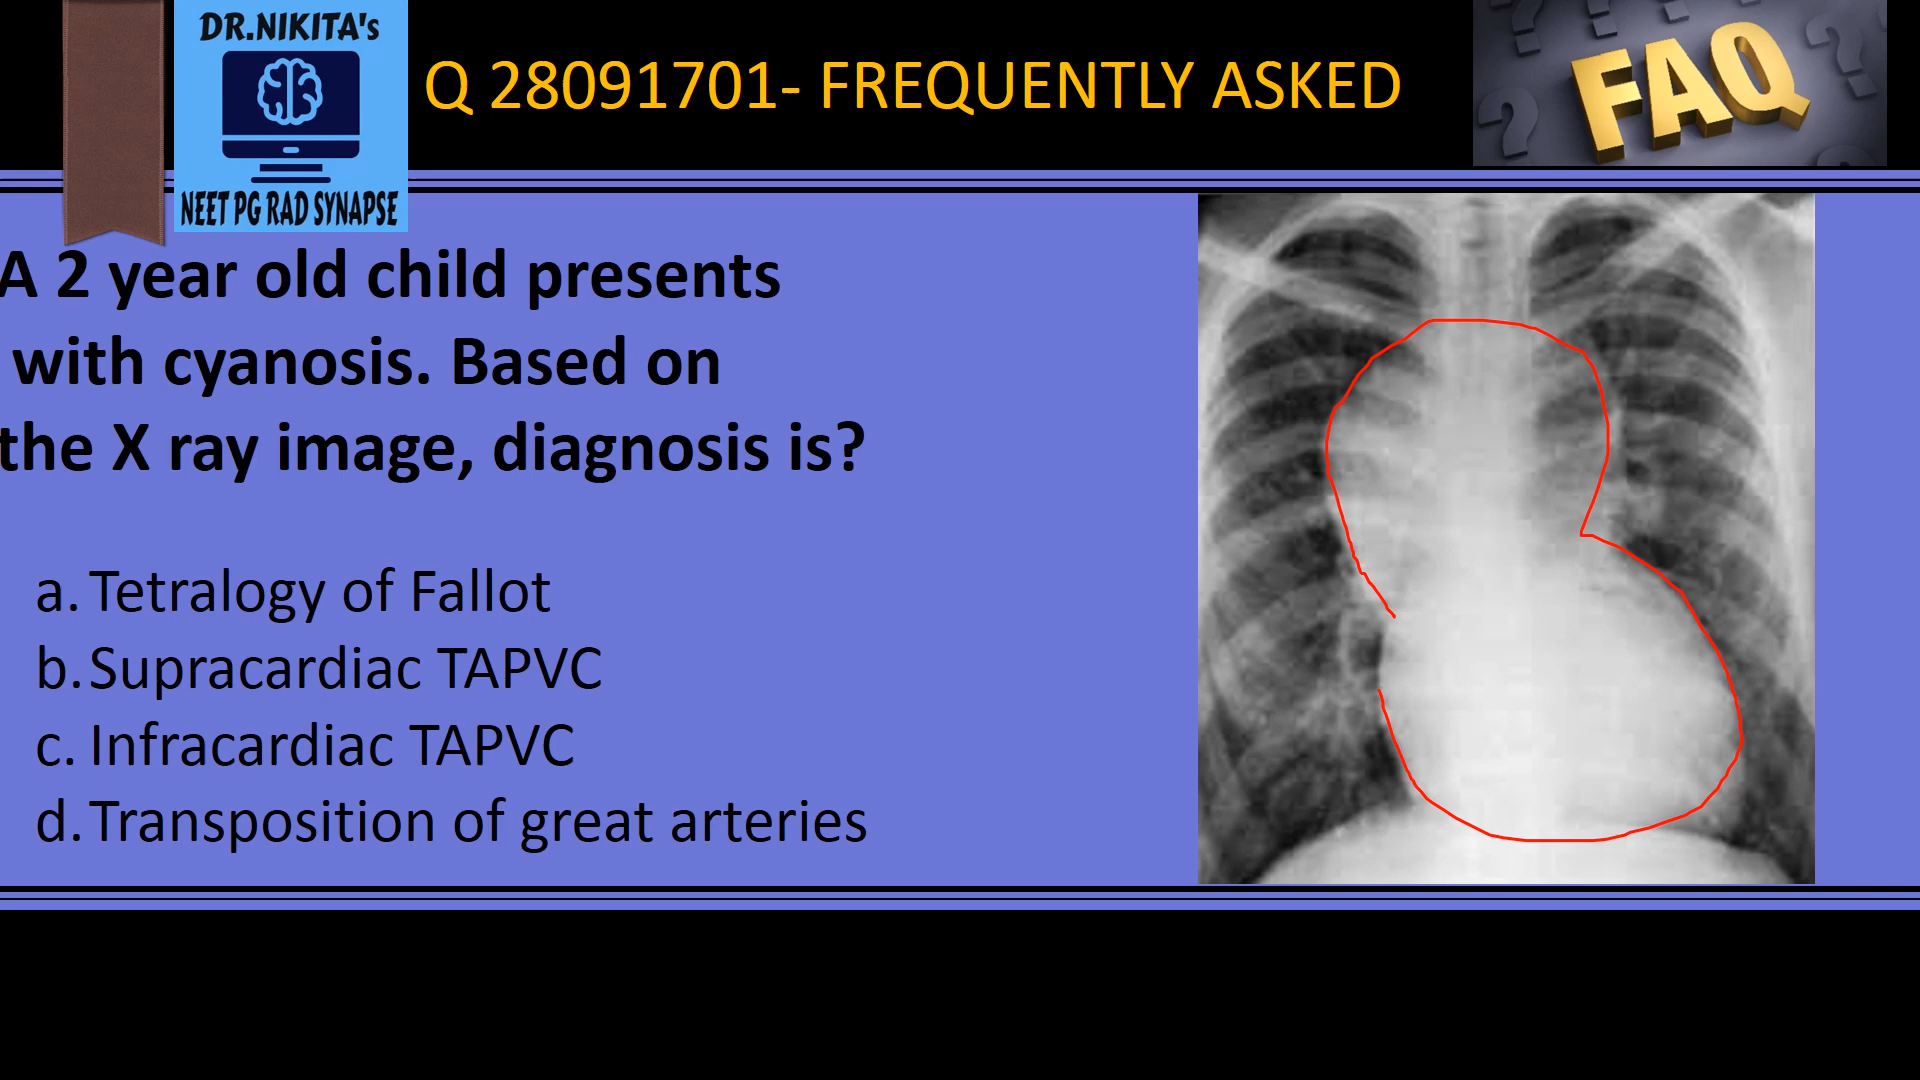 DR.NIKITA's
NEET PG RAD SYNAPSE
Q 28091701- FREQUENTLY ASKED
FAQ
A 2 year old child presents
with cyanosis. Based on
the X ray image, diagnosis is?
a. Tetralogy of Fallot
b. Supracardiac TAPVC
c. Infracardiac TAPVC
d. Transposition of great arteries